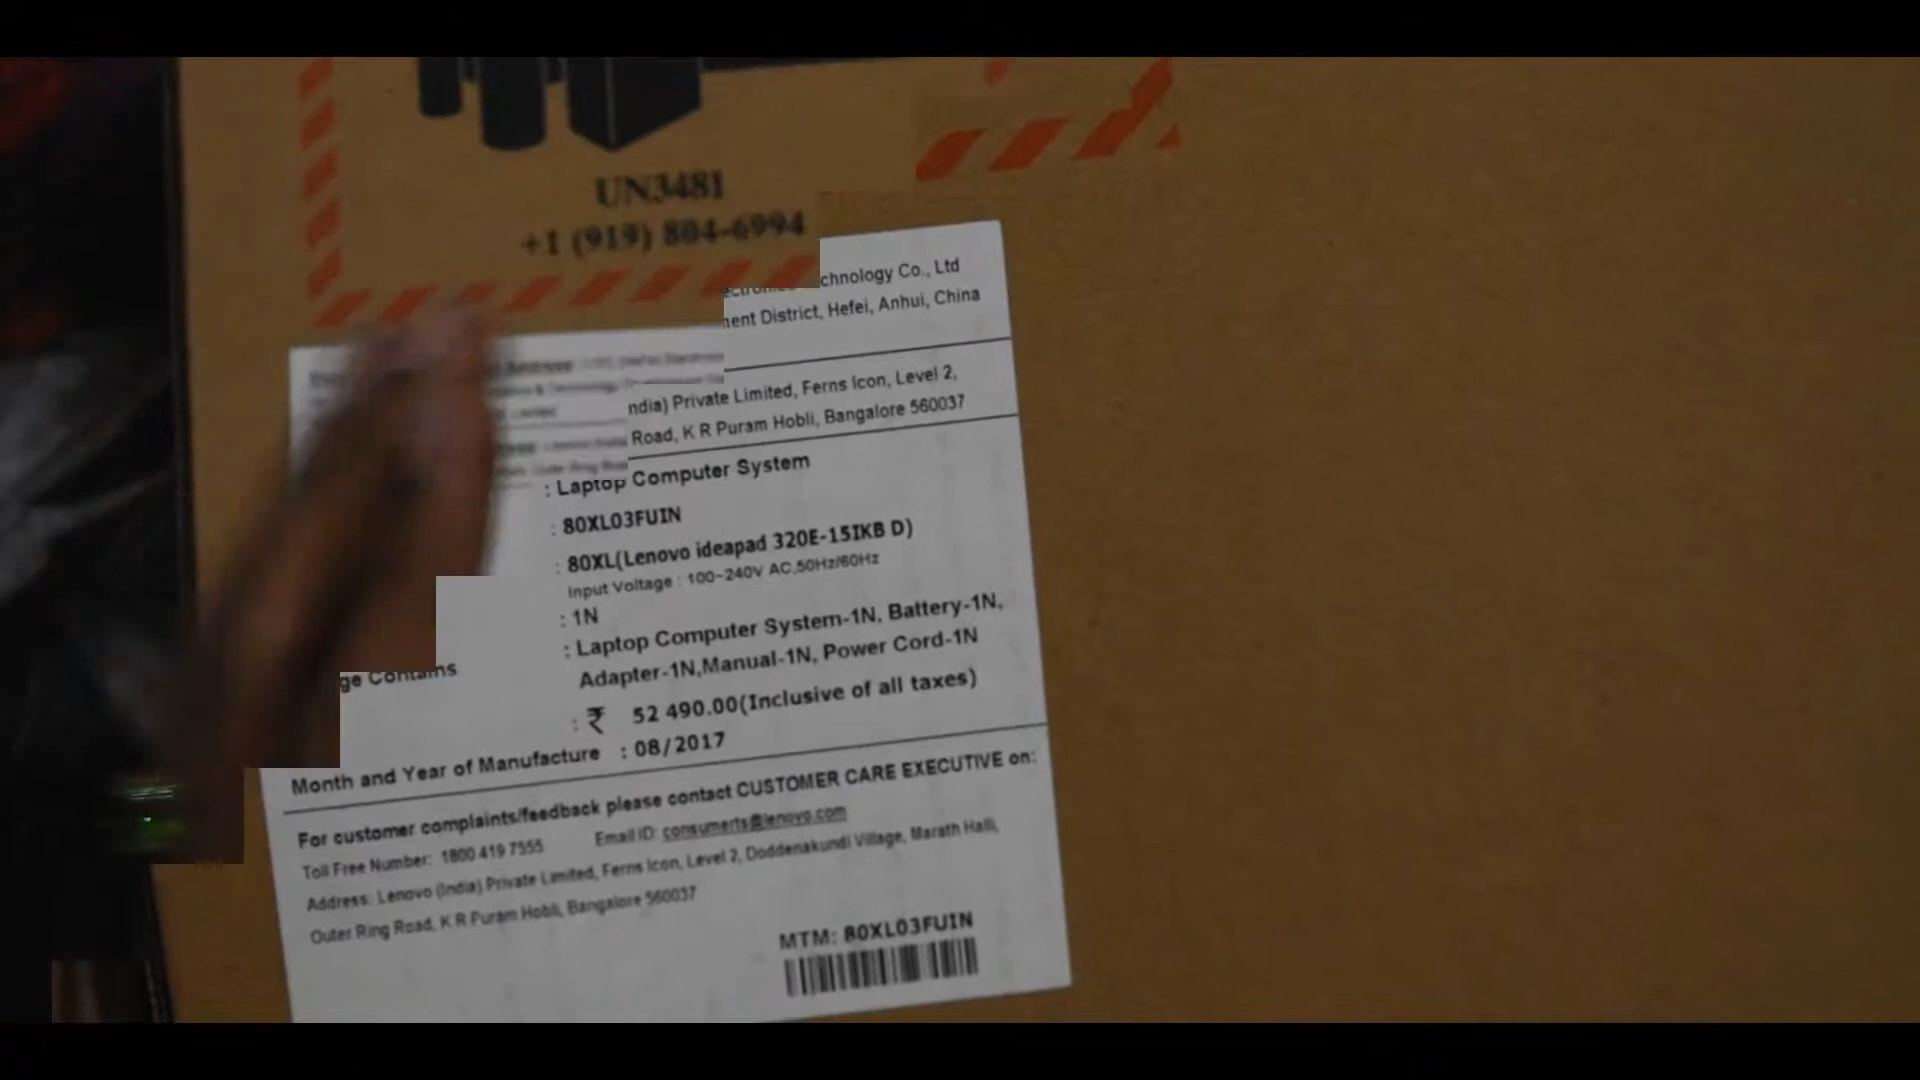 UN3481
+1 (919) 804-6994
chnology Co., Ltd
ment District, Hefei, Anhui, China
ndia) Private Limited, Ferns Icon, Level 2,
Road, K R Puram Hobli, Bangalore 560037
: Laptop Computer System
: 80XL03FUIN
: 80XL(Lenovo ideapad 320E-15IKB D)
Input Voltage : 100~240V AC,50Hz/60Hz
: 1N
ge Contains : Laptop Computer System-1N, Battery-1N,
Adapter-1N,Manual-1N, Power Cord-1N
: ₹ 52 490.00(Inclusive of all taxes)
Month and Year of Manufacture : 08/2017
For customer complaints/feedback please contact CUSTOMER CARE EXECUTIVE on:
Toll Free Number: 1800 419 7555 Email ID: consumerts@lenovo.com
Address: Lenovo (India) Private Limited, Ferns Icon, Level 2, Doddenakundi Village, Marath Halli,
Outer Ring Road, K R Puram Hobli, Bangalore 560037
MTM: 80XL03FUIN